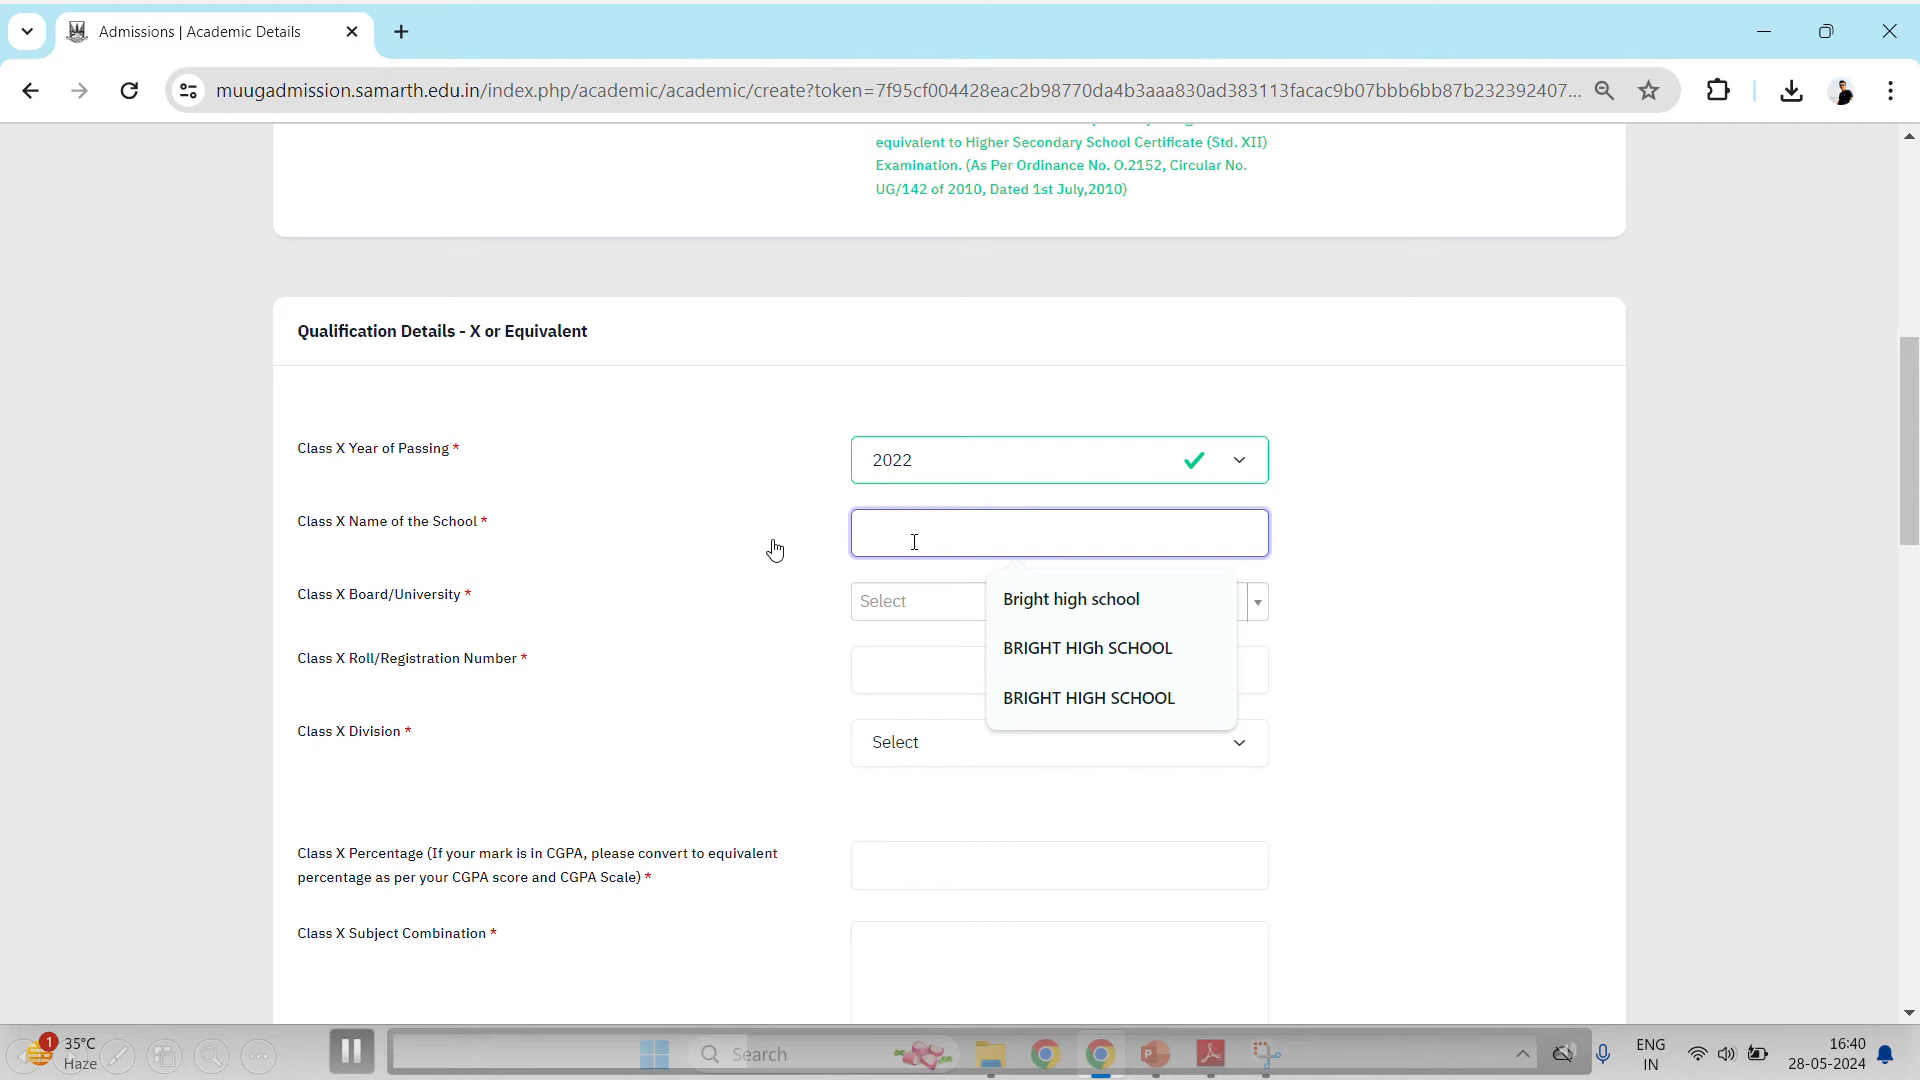 Admissions | Academic Details
muugadmission.samarth.edu.in/index.php/academic/academic/create?token=7f95cf004428eac2b98770da4b3aaa830ad383113facac9b07bbb6bb87b232392407...
equivalent to Higher Secondary School Certificate (Std. XII)
Examination. (As Per Ordinance No. O.2152, Circular No.
UG/142 of 2010, Dated 1st July,2010)
Qualification Details - X or Equivalent
Class X Year of Passing *
2022
Class X Name of the School *
Class X Board/University *
Select
Bright high school
BRIGHT HIGh SCHOOL
BRIGHT HIGH SCHOOL
Class X Roll/Registration Number *
Class X Division *
Select
Class X Percentage (If your mark is in CGPA, please convert to equivalent
percentage as per your CGPA score and CGPA Scale) *
Class X Subject Combination *
1
35°C
Haze
Search
ENG
IN
16:40
28-05-2024